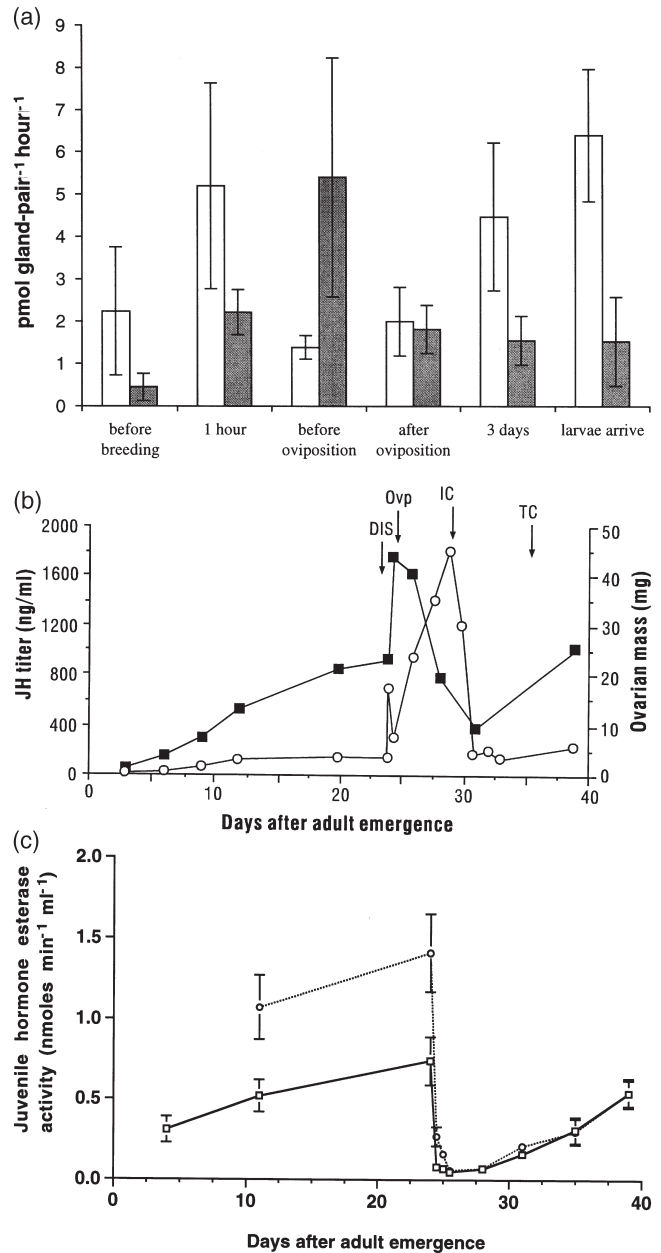 (a)
pmol gland-pair⁻¹ hour⁻¹
9
8
7
6
5
4
3
2
1
0
before breeding
1 hour
before oviposition
after oviposition
3 days
larvae arrive
(b)
JH titer (ng/ml)
2000
1600
1200
800
400
0
DIS
Ovp
IC
TC
50
40
30
20
10
0
Ovarian mass (mg)
0
10
20
30
40
Days after adult emergence
(c)
Juvenile hormone esterase
activity (nmoles min⁻¹ ml⁻¹)
2.0
1.5
1.0
0.5
0.0
0
10
20
30
40
Days after adult emergence